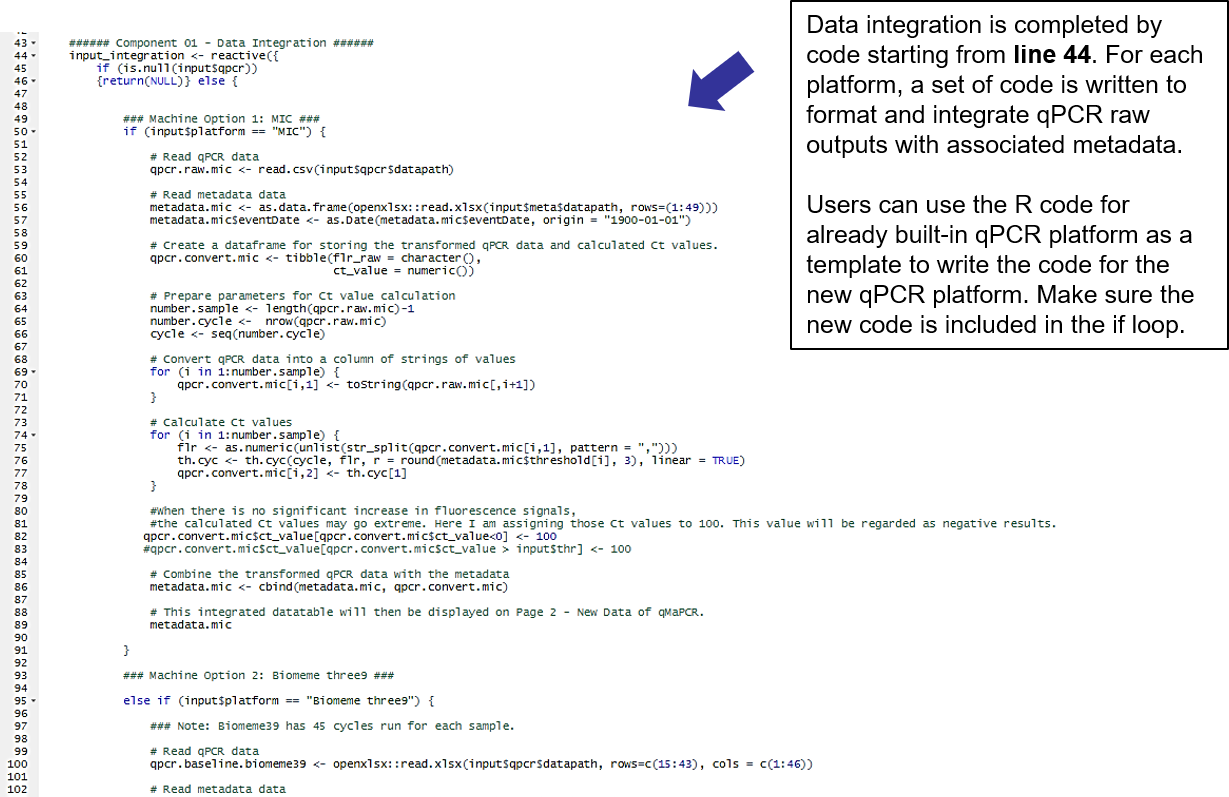 43 ###### Component 01 - Data Integration ######
44 input_integration <- reactive({
45 if (is.null(input$qpcr))
46 {return(NULL)} else {
47
48
49 ### Machine Option 1: MIC ###
50 if (input$platform == "MIC") {
51
52 # Read qPCR data
53 qpcr.raw.mic <- read.csv(input$qpcr$datapath)
54
55 # Read metadata data
56 metadata.mic <- as.data.frame(openxlsx::read.xlsx(input$meta$datapath, rows=(1:49)))
57 metadata.mic$eventDate <- as.Date(metadata.mic$eventDate, origin = "1900-01-01")
58
59 # Create a dataframe for storing the transformed qPCR data and calculated Ct values.
60 qpcr.convert.mic <- tibble(flr_raw = character(),
61 ct_value = numeric())
62
63 # Prepare parameters for Ct value calculation
64 number.sample <- length(qpcr.raw.mic)-1
65 number.cycle <- nrow(qpcr.raw.mic)
66 cycle <- seq(number.cycle)
67
68 # Convert qPCR data into a column of strings of values
69 for (i in 1:number.sample) {
70 qpcr.convert.mic[i,1] <- toString(qpcr.raw.mic[,i+1])
71 }
72
73 # Calculate Ct values
74 for (i in 1:number.sample) {
75 flr <- as.numeric(unlist(str_split(qpcr.convert.mic[i,1], pattern = ",")))
76 th.cyc <- th.cyc(cycle, flr, r = round(metadata.mic$threshold[i], 3), linear = TRUE)
77 qpcr.convert.mic[i,2] <- th.cyc[1]
78 }
79
80 #When there is no significant increase in fluorescence signals,
81 #the calculated Ct values may go extreme. Here I am assigning those Ct values to 100. This value will be regarded as negative results.
82 qpcr.convert.mic$ct_value[qpcr.convert.mic$ct_value<0] <- 100
83 #qpcr.convert.mic$ct_value[qpcr.convert.mic$ct_value > input$thr] <- 100
84
85 # Combine the transformed qPCR data with the metadata
86 metadata.mic <- cbind(metadata.mic, qpcr.convert.mic)
87
88 # This integrated datatable will then be displayed on Page 2 - New Data of qMaPCR.
89 metadata.mic
90
91 }
92
93 ### Machine Option 2: Biomeme three9 ###
94
95 else if (input$platform == "Biomeme three9") {
96
97 ### Note: Biomeme39 has 45 cycles run for each sample.
98
99 # Read qPCR data
100 qpcr.baseline.biomeme39 <- openxlsx::read.xlsx(input$qpcr$datapath, rows=c(15:43), cols = c(1:46))
101
102 # Read metadata data
Data integration is completed by
code starting from line 44. For each
platform, a set of code is written to
format and integrate qPCR raw
outputs with associated metadata.
Users can use the R code for
already built-in qPCR platform as a
template to write the code for the
new qPCR platform. Make sure the
new code is included in the if loop.